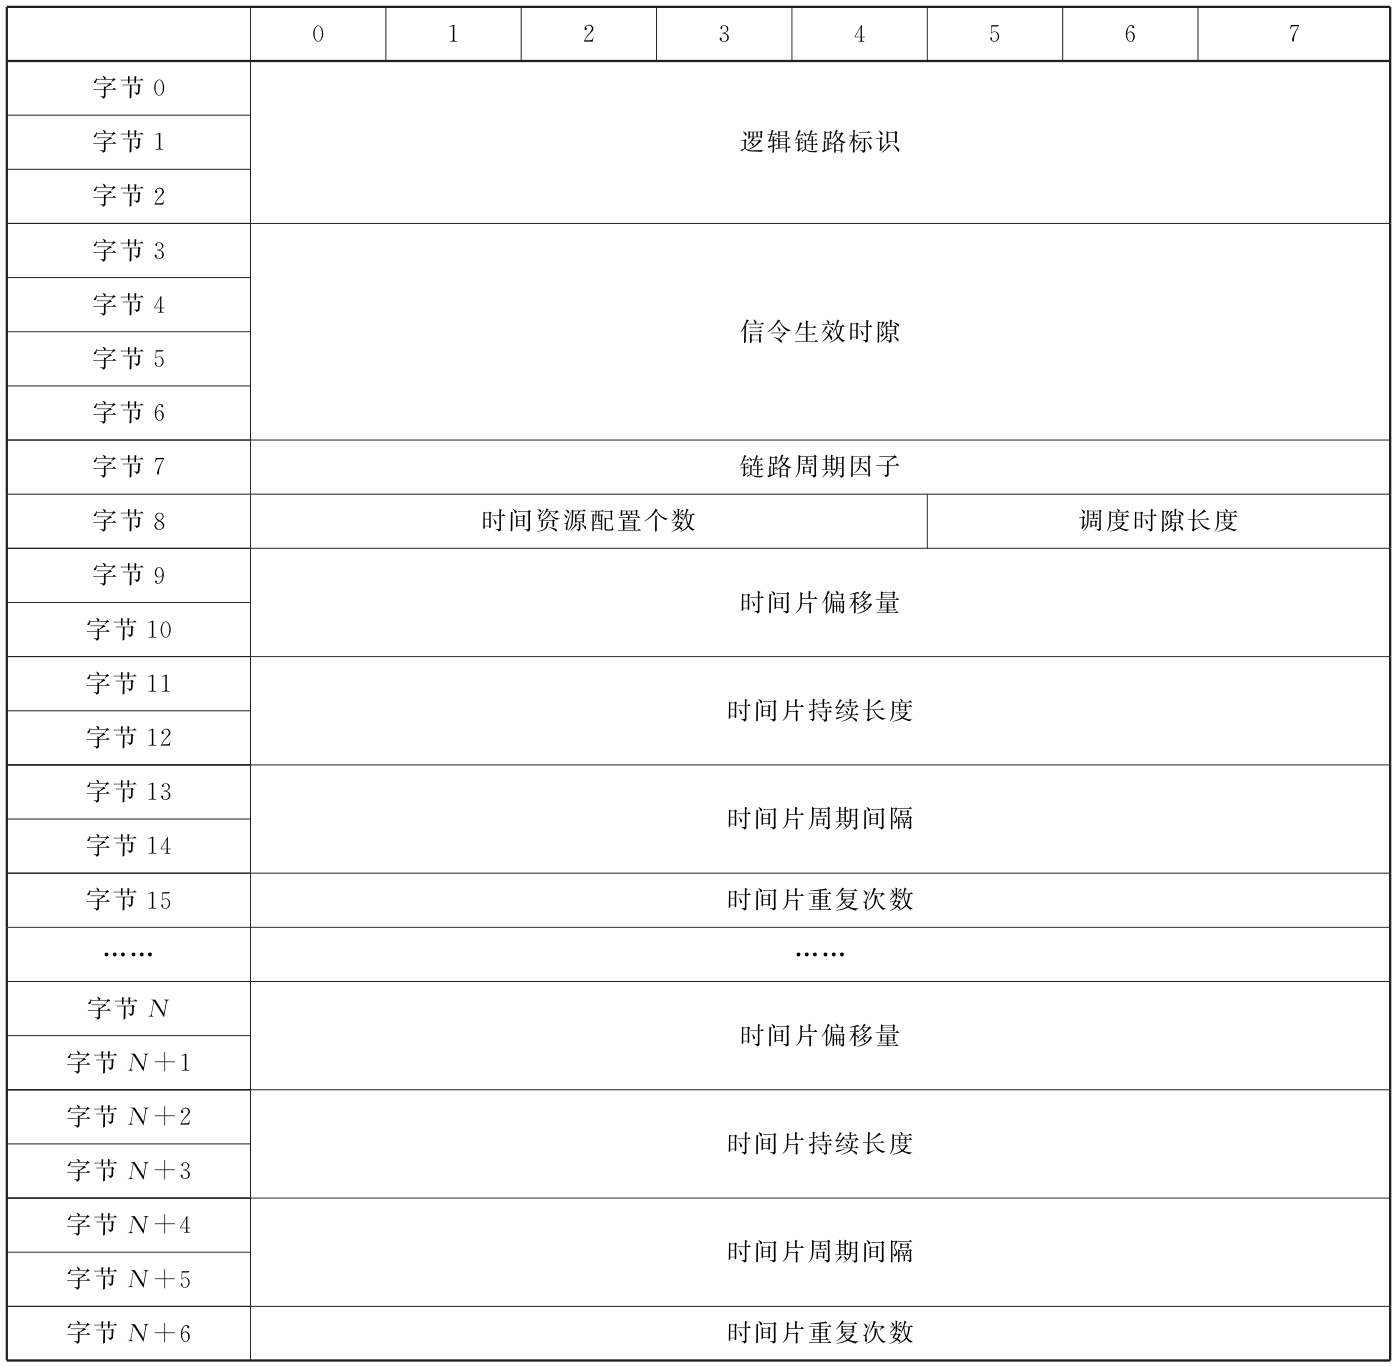 0 1 2 3 4 5 6 7
字节 0
字节 1
逻辑链路标识
字节 2
字节 3
字节 4
信令生效时隙
字节 5
字节 6
字节 7 链路周期因子
字节 8 时间资源配置个数 调度时隙长度
字节 9
时间片偏移量
字节 10
字节 11
时间片持续长度
字节 12
字节 13
时间片周期间隔
字节 14
字节 15 时间片重复次数
…… ……
字节 N
时间片偏移量
字节 N+1
字节 N+2
时间片持续长度
字节 N+3
字节 N+4
时间片周期间隔
字节 N+5
字节 N+6 时间片重复次数